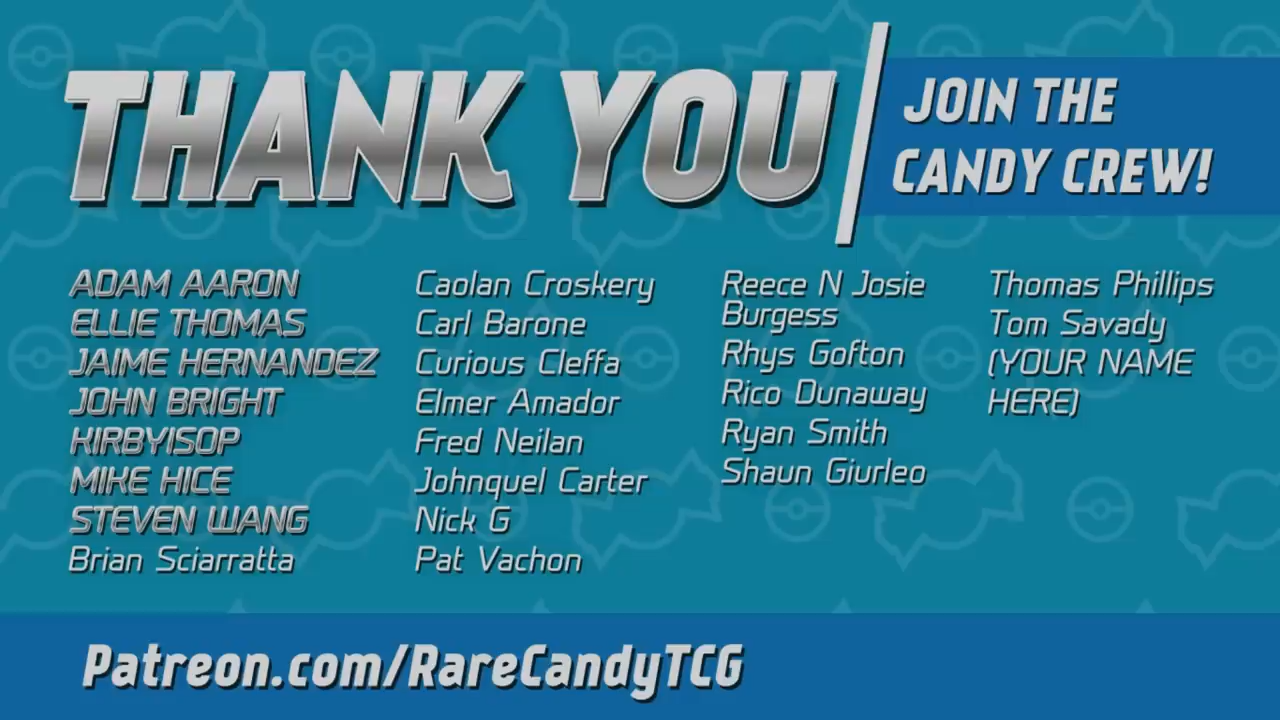 THANK YOU
JOIN THE
CANDY CREW!
ADAM AARON
ELLIE THOMAS
JAIME HERNANDEZ
JOHN BRIGHT
KIRBYISOP
MIKE HICE
STEVEN WANG
Brian Sciarratta
Caolan Croskery
Carl Barone
Curious Cleffa
Elmer Amador
Fred Neilan
Johnquel Carter
Nick G
Pat Vachon
Reece N Josie
Burgess
Rhys Gofton
Rico Dunaway
Ryan Smith
Shaun Giurleo
Thomas Phillips
Tom Savady
(YOUR NAME
HERE)
Patreon.com/RareCandyTCG